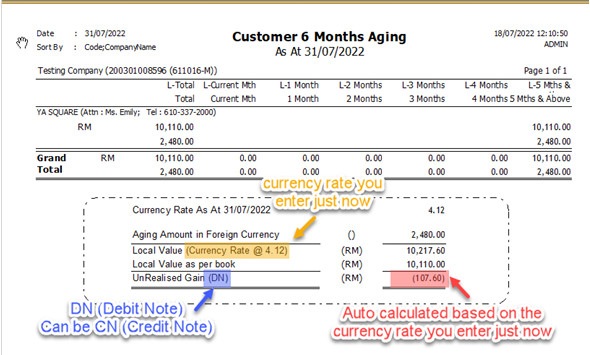 Date : 31/07/2022 Customer 6 Months Aging 18/07/2022 12:10:50
Sort By : Code;CompanyName As At 31/07/2022 ADMIN
Testing Company (200301008596 (611016-M)) Page 1 of 1
L-Total L-Current Mth L-1 Month L-2 Months L-3 Months L-4 Months L-5 Mths &
Total Current Mth 1 Month 2 Months 3 Months 4 Months 5 Mths & Above
YA SQUARE (Attn : Ms. Emily; Tel : 610-337-2000)
RM 10,110.00 10,110.00
2,480.00 2,480.00
Grand RM 10,110.00 0.00 0.00 0.00 0.00 0.00 10,110.00
Total 2,480.00 0.00 0.00 0.00 0.00 0.00 2,480.00
currency rate you
enter just now
Currency Rate As At 31/07/2022 4.12
Aging Amount in Foreign Currency () 2,480.00
Local Value (Currency Rate @ 4.12) (RM) 10,217.60
Local Value as per book (RM) 10,110.00
UnRealised Gain (DN) (RM) (107.60)
DN (Debit Note)
Can be CN (Credit Note)
Auto calculated based on the
currency rate you enter just now